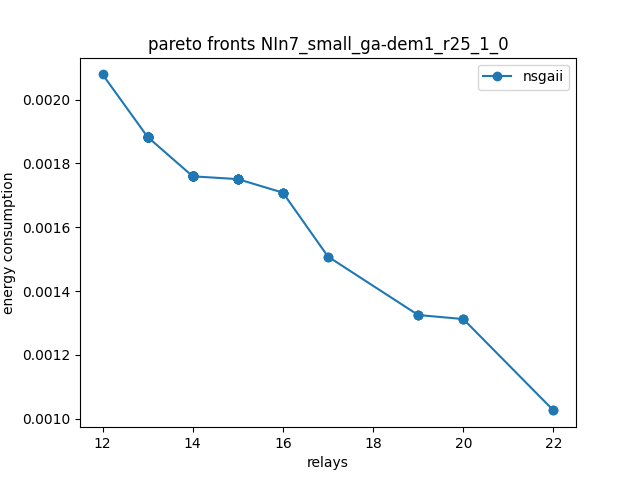 pareto fronts NIn7_small_ga-dem1_r25_1_0
nsgaii
energy consumption
0.0020
0.0018
0.0016
0.0014
0.0012
0.0010
12 14 16 18 20 22
relays